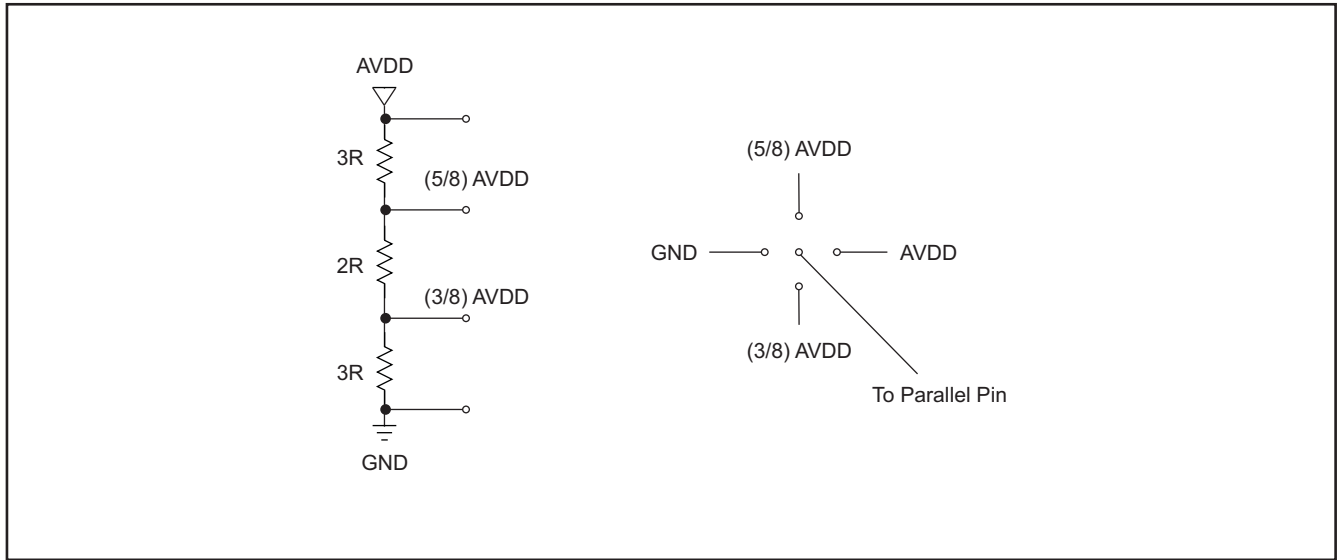 AVDD
3R
(5/8) AVDD
2R
(3/8) AVDD
3R
GND
(5/8) AVDD
GND
AVDD
(3/8) AVDD
To Parallel Pin